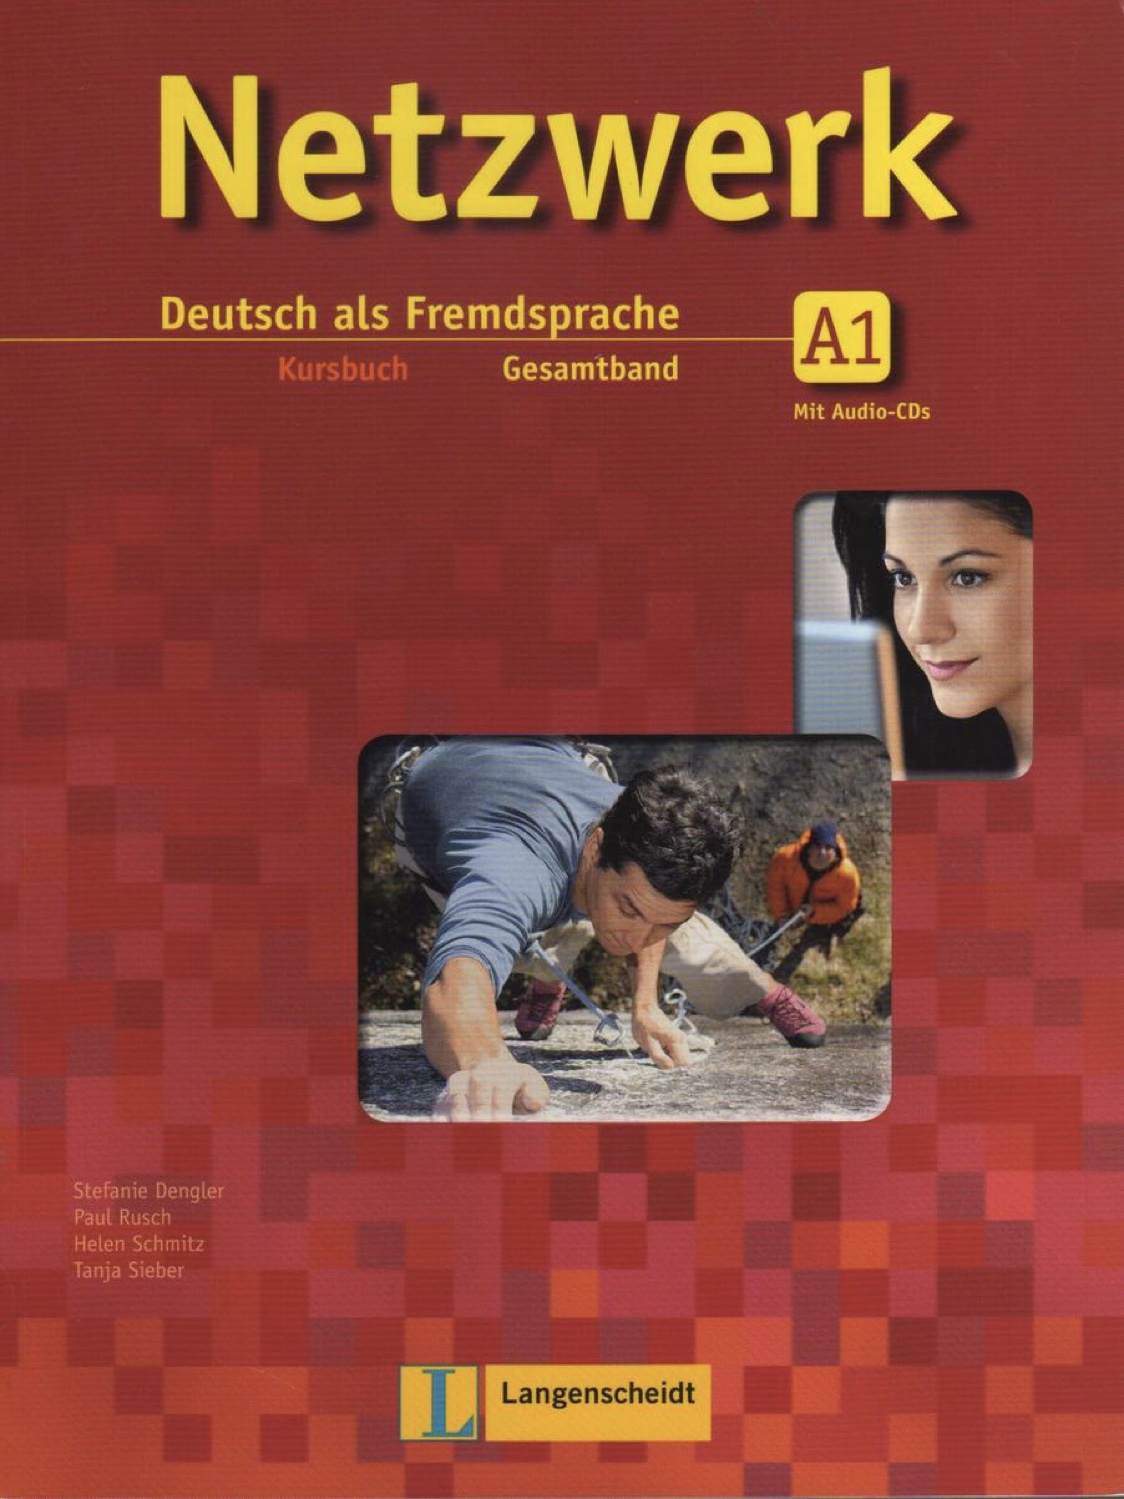 Netzwerk
Deutsch als Fremdsprache
A1
Kursbuch Gesamtband
Mit Audio-CDs
Stefanie Dengler
Paul Rusch
Helen Schmitz
Tanja Sieber
L Langenscheidt